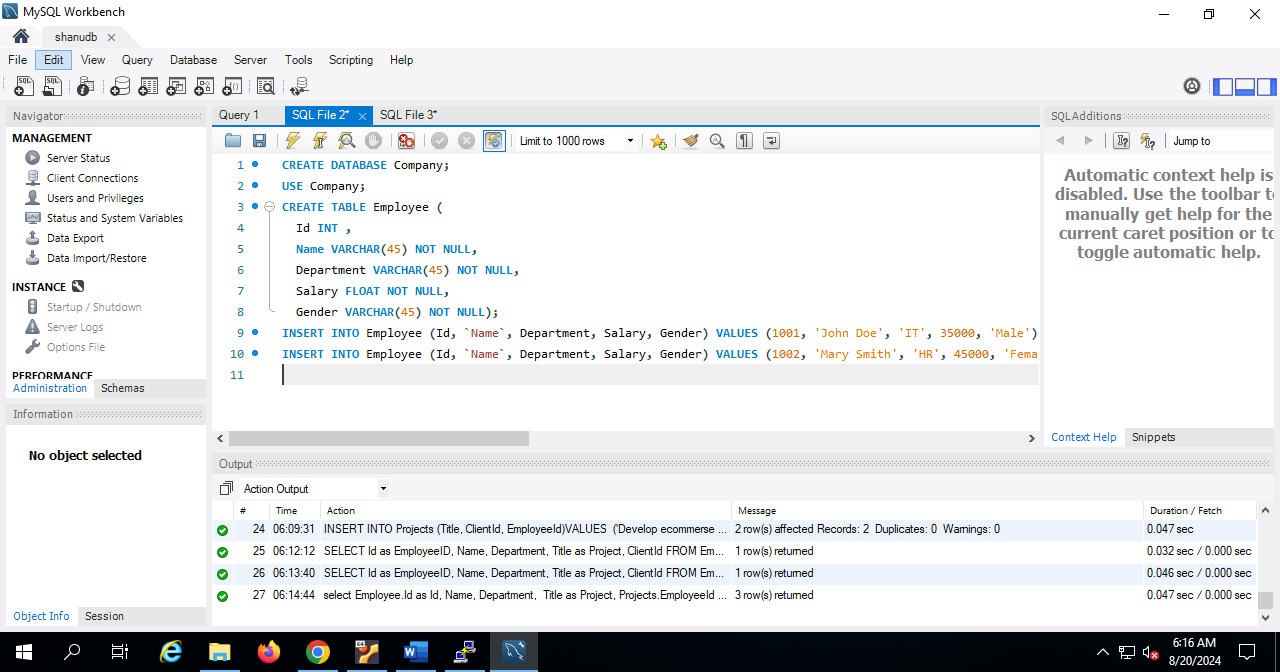 MySQL Workbench
shanudb
File Edit View Query Database Server Tools Scripting Help
Navigator
MANAGEMENT
Server Status
Client Connections
Users and Privileges
Status and System Variables
Data Export
Data Import/Restore
INSTANCE
Startup / Shutdown
Server Logs
Options File
PERFORMANCE
Administration Schemas
Information
No object selected
Object Info Session
Query 1 SQL File 2* SQL File 3*
Limit to 1000 rows
1 CREATE DATABASE Company;
2 USE Company;
3 CREATE TABLE Employee (
4 Id INT ,
5 Name VARCHAR(45) NOT NULL,
6 Department VARCHAR(45) NOT NULL,
7 Salary FLOAT NOT NULL,
8 Gender VARCHAR(45) NOT NULL);
9 INSERT INTO Employee (Id, `Name`, Department, Salary, Gender) VALUES (1001, 'John Doe', 'IT', 35000, 'Male')
10 INSERT INTO Employee (Id, `Name`, Department, Salary, Gender) VALUES (1002, 'Mary Smith', 'HR', 45000, 'Fema
11
SQLAdditions
Jump to
Automatic context help is
disabled. Use the toolbar to
manually get help for the
current caret position or to
toggle automatic help.
Context Help Snippets
Output
Action Output
# Time Action Message Duration / Fetch
24 06:09:31 INSERT INTO Projects (Title, ClientId, EmployeeId)VALUES ('Develop ecommerse ... 2 row(s) affected Records: 2 Duplicates: 0 Warnings: 0 0.047 sec
25 06:12:12 SELECT Id as EmployeeID, Name, Department, Title as Project, ClientId FROM Em... 1 row(s) returned 0.032 sec / 0.000 sec
26 06:13:40 SELECT Id as EmployeeID, Name, Department, Title as Project, ClientId FROM Em... 1 row(s) returned 0.046 sec / 0.000 sec
27 06:14:44 select Employee.Id as Id, Name, Department, Title as Project, Projects.EmployeeId ... 3 row(s) returned 0.047 sec / 0.000 sec
6:16 AM
8/20/2024